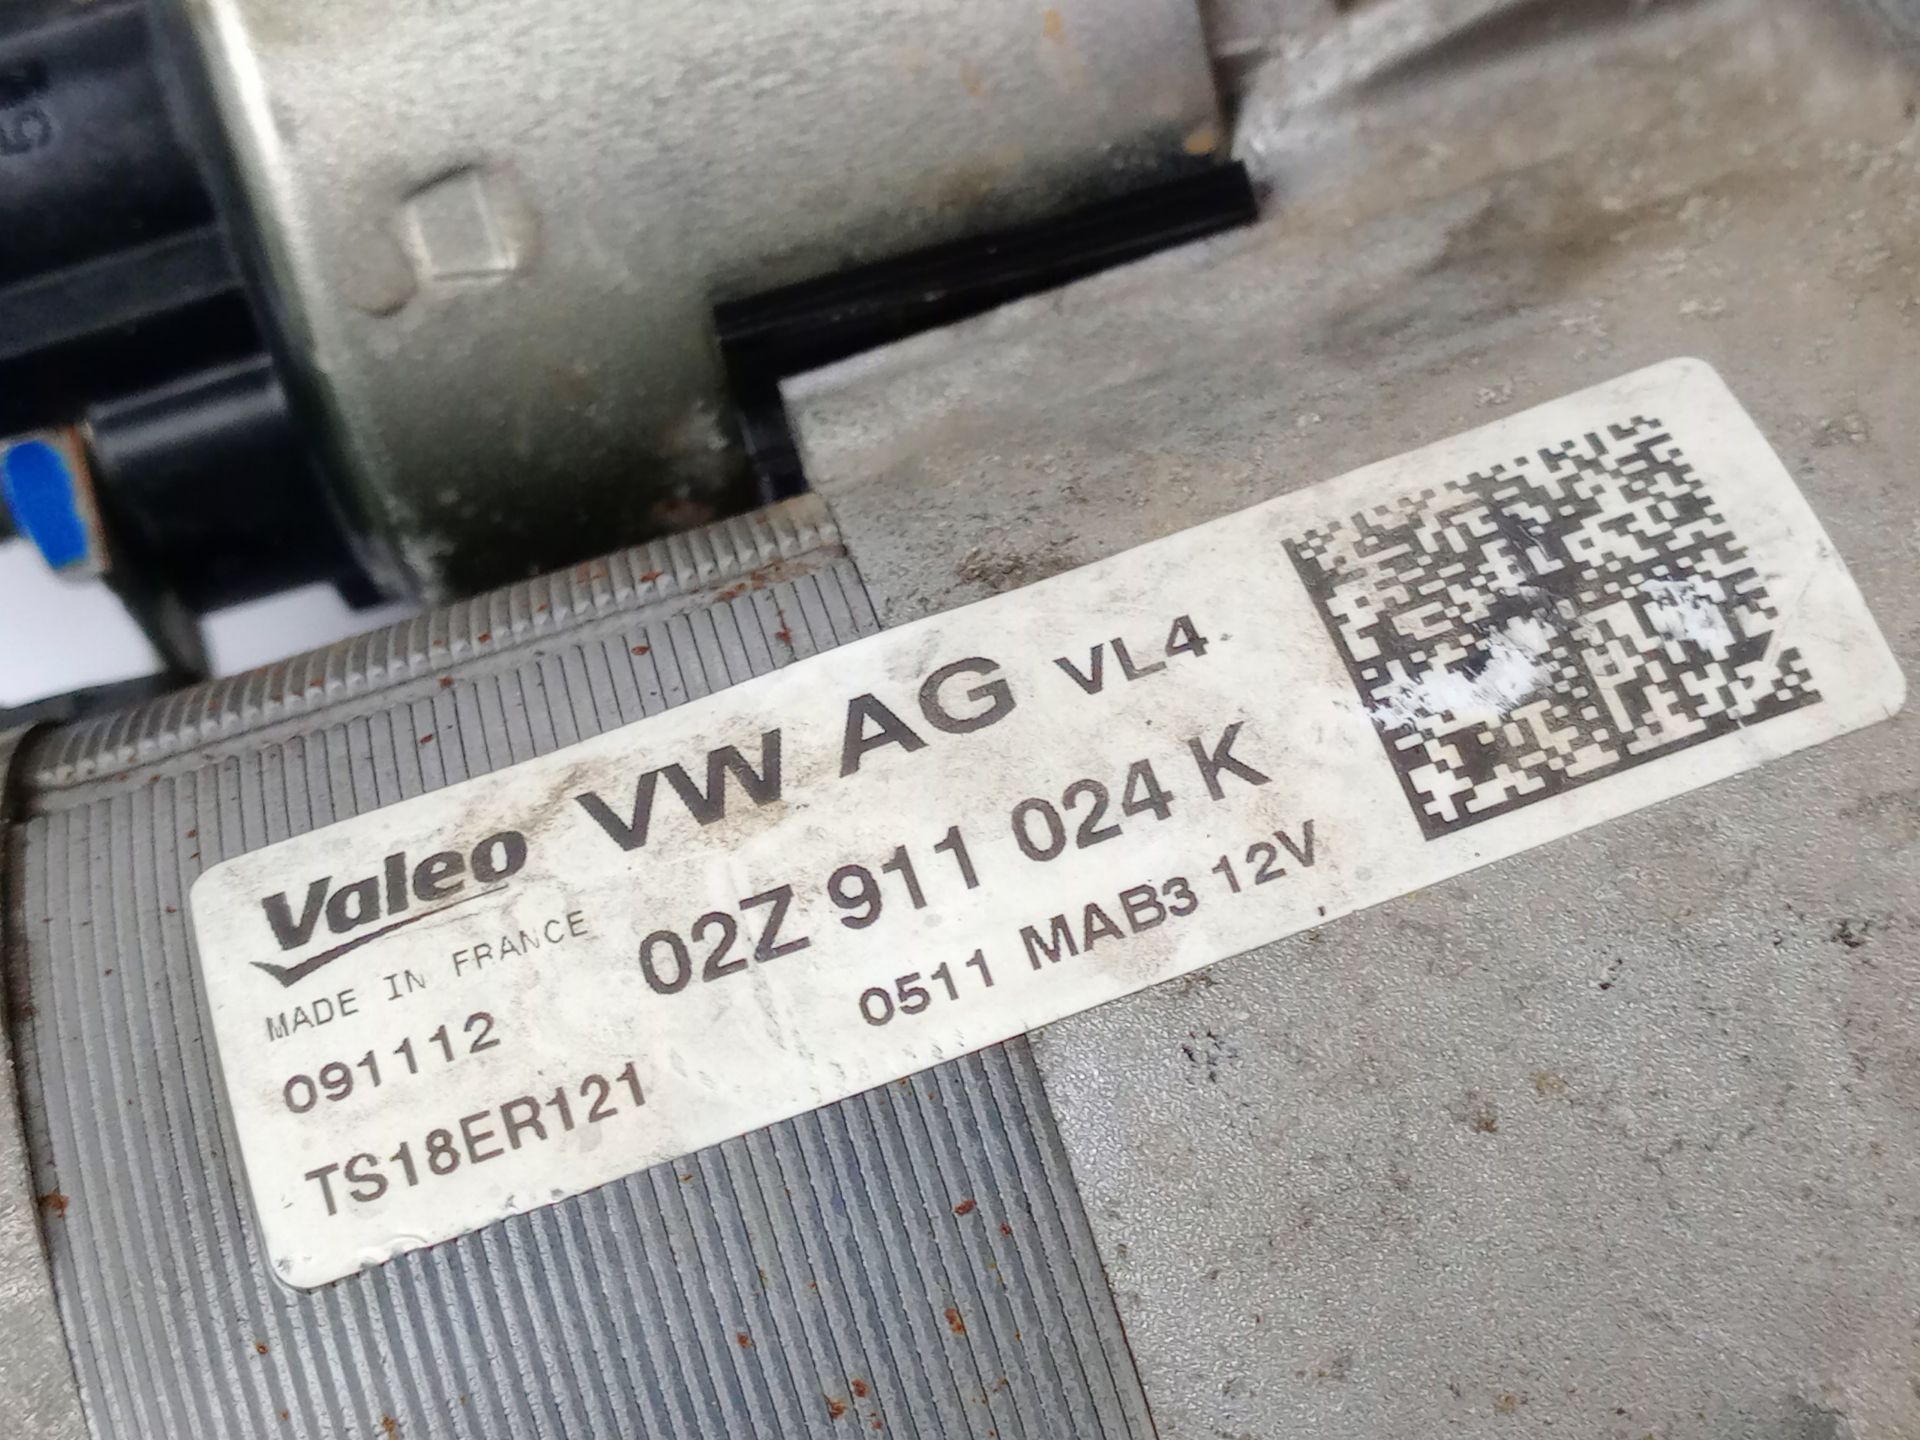 Valeo VW AG VL4
MADE IN FRANCE 02Z 911 024 K
091112 0511 MAB3 12V
TS18ER121